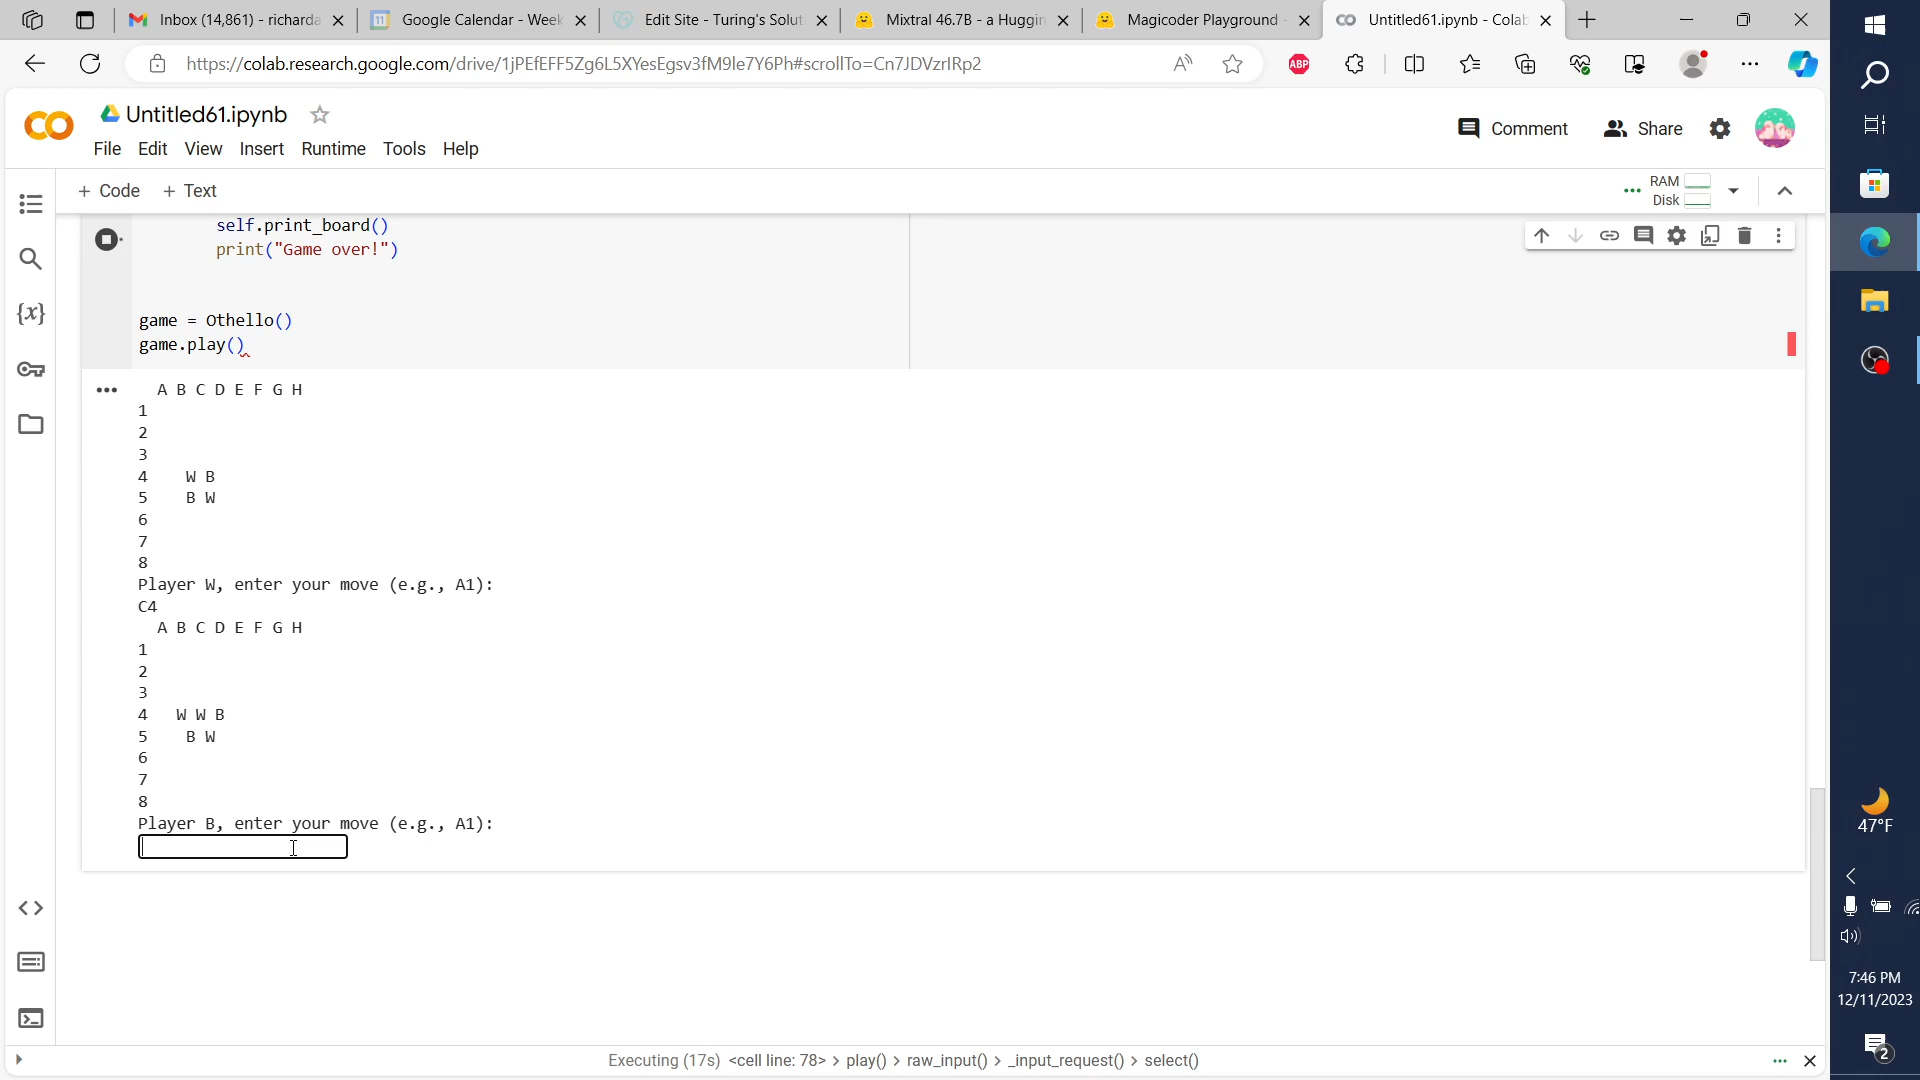 Inbox (14,861) - richarda
Google Calendar - Week
Edit Site - Turing's Solut
Mixtral 46.7B - a Huggin
Magicoder Playground -
Untitled61.ipynb - Colab
https://colab.research.google.com/drive/1jPEfEFF5Zg6L5XYesEgsv3fM9le7Y6Ph#scrollTo=Cn7JDVzrIRp2
ABP
Untitled61.ipynb
Comment
Share
File Edit View Insert Runtime Tools Help
+ Code + Text
RAM
Disk
self.print_board()
print("Game over!")
game = Othello()
game.play()
A B C D E F G H
1
2
3
4 W B
5 B W
6
7
8
Player W, enter your move (e.g., A1):
C4
A B C D E F G H
1
2
3
4 W W B
5 B W
6
7
8
Player B, enter your move (e.g., A1):
Executing (17s) <cell line: 78> > play() > raw_input() > _input_request() > select()
47°F
7:46 PM
12/11/2023
2